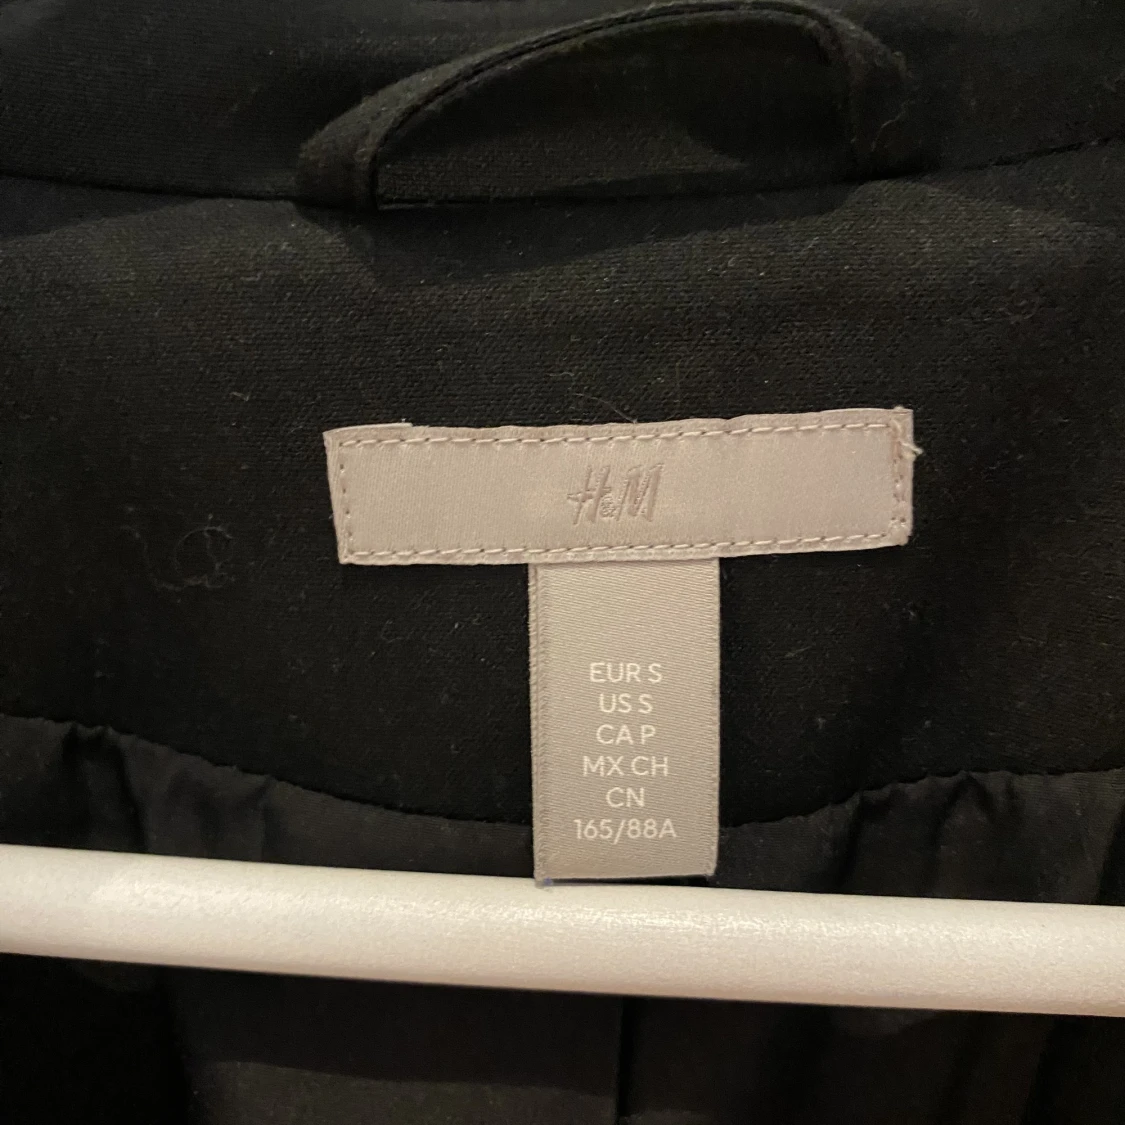 H&M
EUR S
US S
CA P
MX CH
CN
165/88A